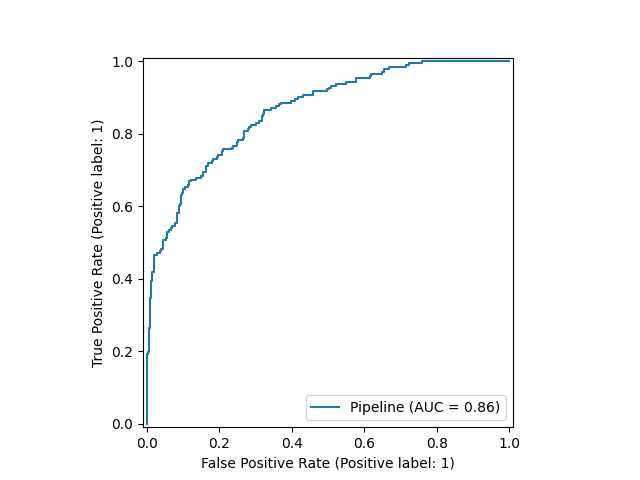 1.0
0.8
0.6
0.4
0.2
0.0
True Positive Rate (Positive label: 1)
Pipeline (AUC = 0.86)
0.0 0.2 0.4 0.6 0.8 1.0
False Positive Rate (Positive label: 1)